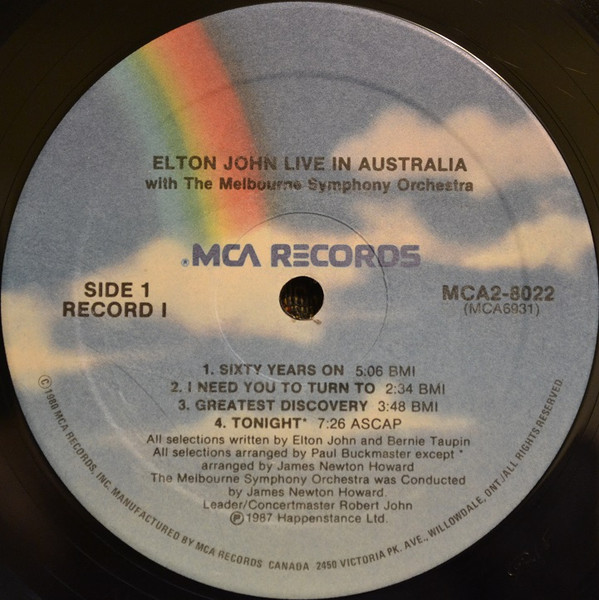 ELTON JOHN LIVE IN AUSTRALIA
with The Melbourne Symphony Orchestra
MCA RECORDS
SIDE 1
RECORD I
MCA2-8022
(MCA6931)
1. SIXTY YEARS ON 5:06 BMI
2. I NEED YOU TO TURN TO 2:34 BMI
3. GREATEST DISCOVERY 3:48 BMI
4. TONIGHT* 7:26 ASCAP
All selections written by Elton John and Bernie Taupin
All selections arranged by Paul Buckmaster except *
arranged by James Newton Howard
The Melbourne Symphony Orchestra was Conducted
by James Newton Howard.
Leader/Concertmaster Robert John
℗ 1987 Happenstance Ltd.
© 1988 MCA RECORDS, INC. MANUFACTURED BY MCA RECORDS CANADA 2450 VICTORIA PK. AVE., WILLOWDALE, ONT./ALL RIGHTS RESERVED.